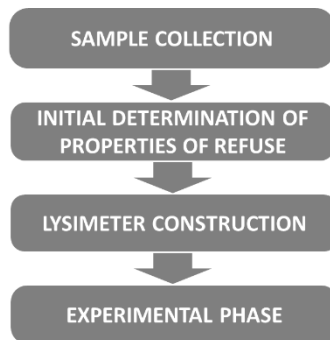 SAMPLE COLLECTION
INITIAL DETERMINATION OF
PROPERTIES OF REFUSE
LYSIMETER CONSTRUCTION
EXPERIMENTAL PHASE